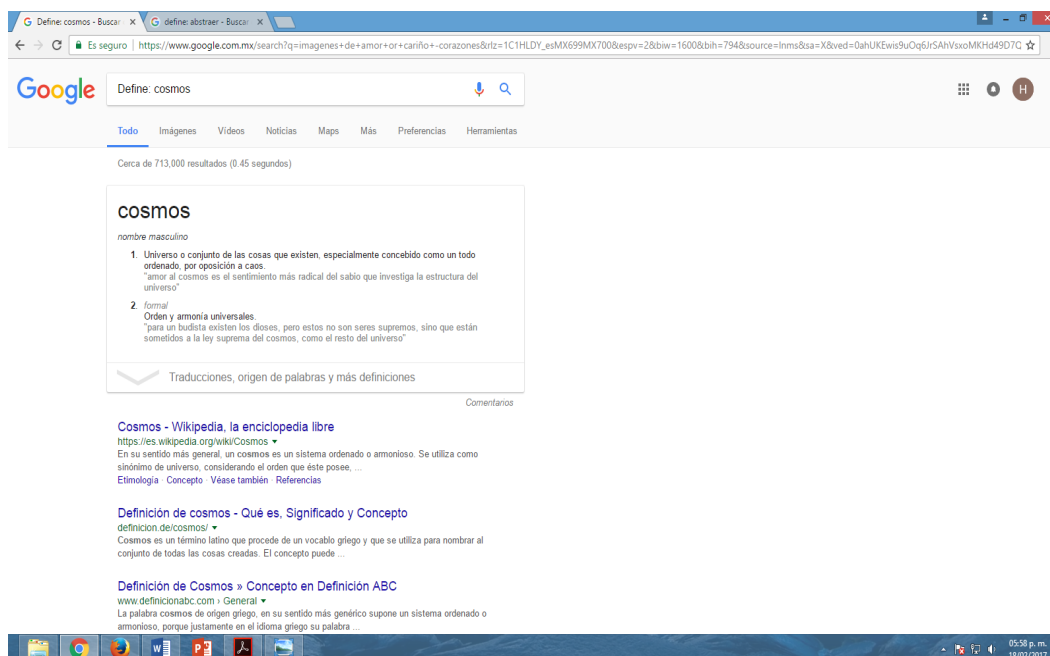 Define: cosmos - Buscar
define: abstraer - Buscar
Es seguro | https://www.google.com.mx/search?q=imagenes+de+amor+or+cariño+-corazones&rlz=1C1HLDY_esMX699MX700&espv=2&biw=1600&bih=794&source=lnms&sa=X&ved=0ahUKEwis9uOq6JrSAhVsxoMKHd49D7Q
Google
Define: cosmos
H
Todo Imágenes Vídeos Noticias Maps Más Preferencias Herramientas
Cerca de 713,000 resultados (0.45 segundos)
cosmos
nombre masculino
1. Universo o conjunto de las cosas que existen, especialmente concebido como un todo
ordenado, por oposición a caos.
"amor al cosmos es el sentimiento más radical del sabio que investiga la estructura del
universo"
2. formal
Orden y armonía universales.
"para un budista existen los dioses, pero estos no son seres supremos, sino que están
sometidos a la ley suprema del cosmos, como el resto del universo"
Traducciones, origen de palabras y más definiciones
Comentarios
Cosmos - Wikipedia, la enciclopedia libre
https://es.wikipedia.org/wiki/Cosmos
En su sentido más general, un cosmos es un sistema ordenado o armonioso. Se utiliza como
sinónimo de universo, considerando el orden que éste posee, ...
Etimología · Concepto · Véase también · Referencias
Definición de cosmos - Qué es, Significado y Concepto
definicion.de/cosmos/
Cosmos es un término latino que procede de un vocablo griego y que se utiliza para nombrar al
conjunto de todas las cosas creadas. El concepto puede ...
Definición de Cosmos » Concepto en Definición ABC
www.definicionabc.com › General
La palabra cosmos de origen griego, en su sentido más genérico supone un sistema ordenado o
armonioso, porque justamente en el idioma griego su palabra ...
05:58 p. m.
18/02/2017